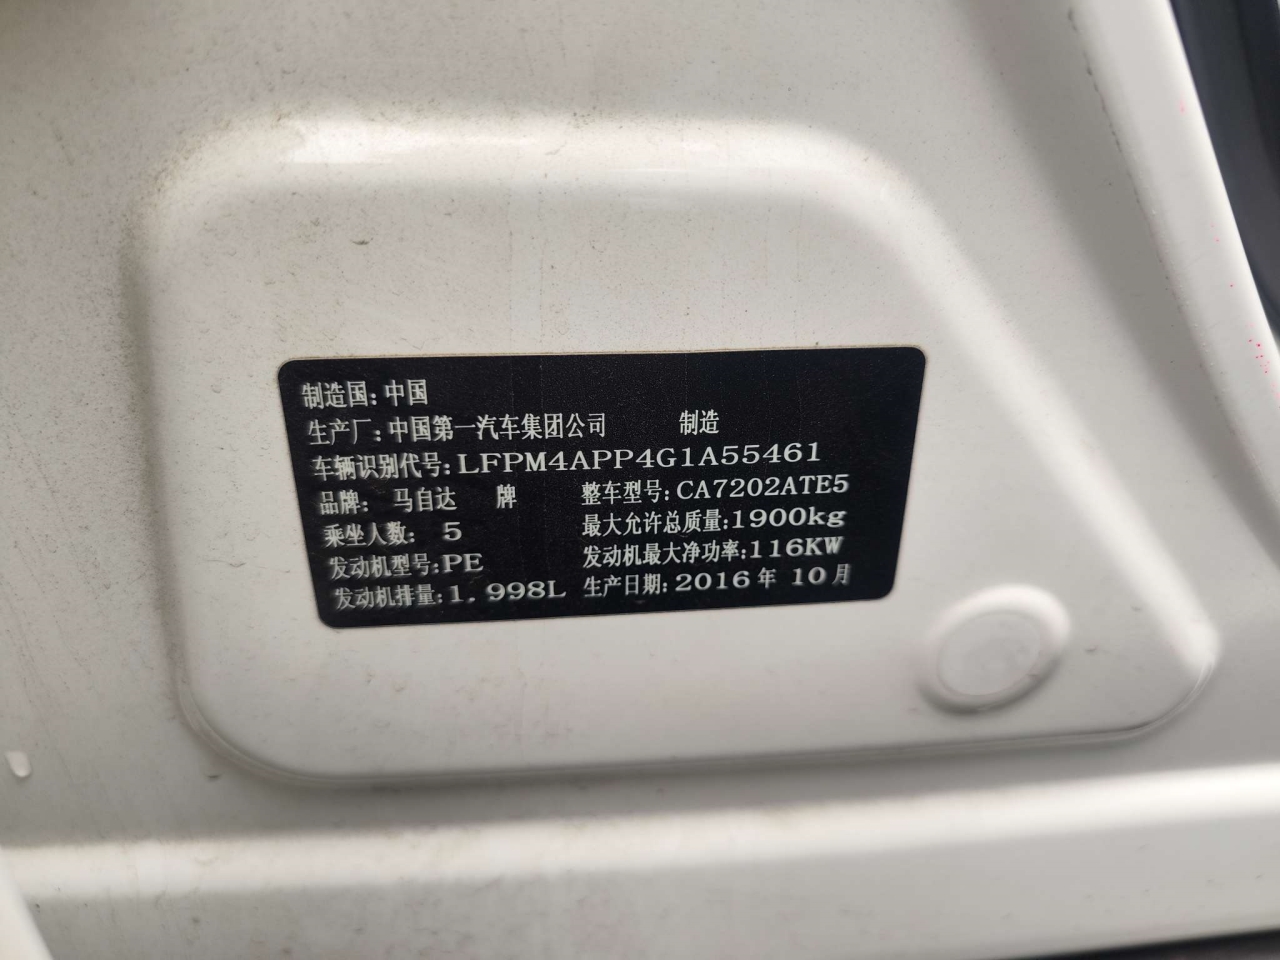 制造国:中国
生产厂:中国第一汽车集团公司 制造
车辆识别代号:LFPM4APP4G1A55461
品牌: 马自达 牌 整车型号:CA7202ATE5
乘坐人数: 5 最大允许总质量:1900kg
发动机型号:PE 发动机最大净功率:116KW
发动机排量:1.998L 生产日期:2016年 10月